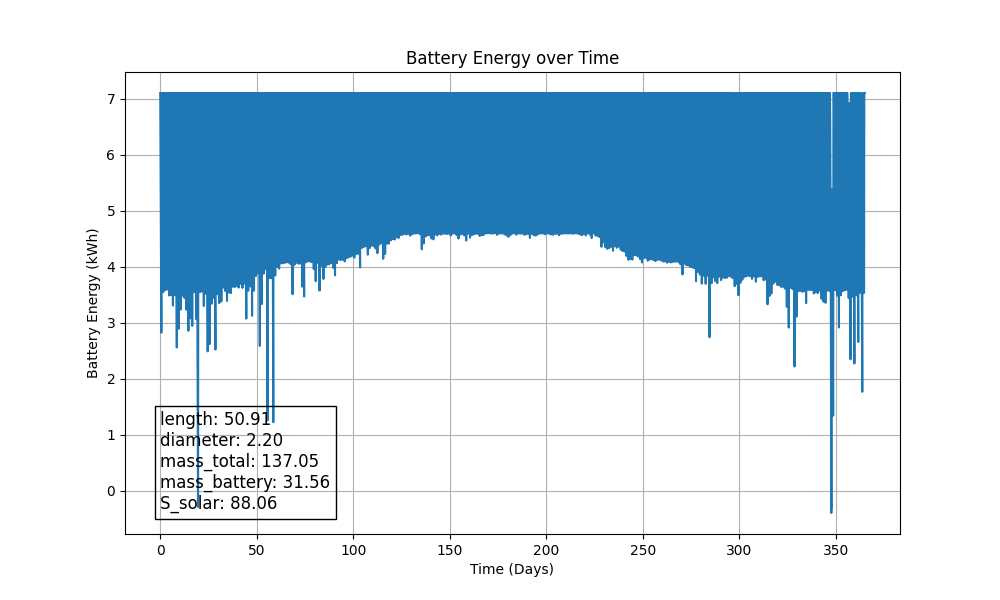 Battery Energy over Time
Battery Energy (kWh)
7
6
5
4
3
2
1
0
length: 50.91
diameter: 2.20
mass_total: 137.05
mass_battery: 31.56
S_solar: 88.06
0 50 100 150 200 250 300 350
Time (Days)